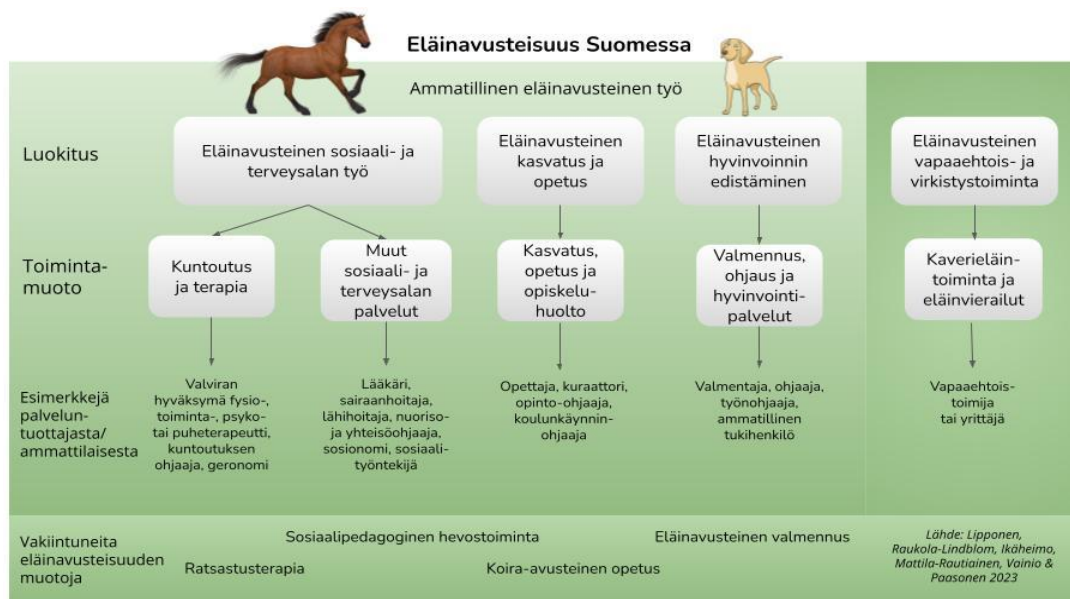 Eläinavusteisuus Suomessa
Ammatillinen eläinavusteinen työ
Luokitus
Eläinavusteinen sosiaali- ja
terveysalan työ
Eläinavusteinen
kasvatus ja
opetus
Eläinavusteinen
hyvinvoinnin
edistäminen
Eläinavusteinen
vapaaehtois- ja
virkistystoiminta
Toiminta-
muoto
Kuntoutus
ja terapia
Muut
sosiaali- ja
terveysalan
palvelut
Kasvatus,
opetus ja
opiskelu-
huolto
Valmennus,
ohjaus ja
hyvinvointi-
palvelut
Kaverieläin-
toiminta ja
eläinvierailut
Esimerkkejä
palvelun-
tuottajasta/
ammattilaisesta
Valviran
hyväksymä fysio-,
toiminta-, psyko-
tai puheterapeutti,
kuntoutuksen
ohjaaja, geronomi
Lääkäri,
sairaanhoitaja,
lähihoitaja, nuoriso-
ja yhteisöohjaaja,
sosionomi, sosiaali-
työntekijä
Opettaja, kuraattori,
opinto-ohjaaja,
koulunkäynnin-
ohjaaja
Valmentaja, ohjaaja,
työnohjaaja,
ammatillinen
tukihenkilö
Vapaaehtois-
toimija
tai yrittäjä
Vakiintuneita
eläinavusteisuuden
muotoja
Sosiaalipedagoginen hevostoiminta
Eläinavusteinen valmennus
Ratsastusterapia
Koira-avusteinen opetus
Lähde: Lipponen,
Raukola-Lindblom, Ikäheimo,
Mattila-Rautiainen, Vainio &
Paasonen 2023